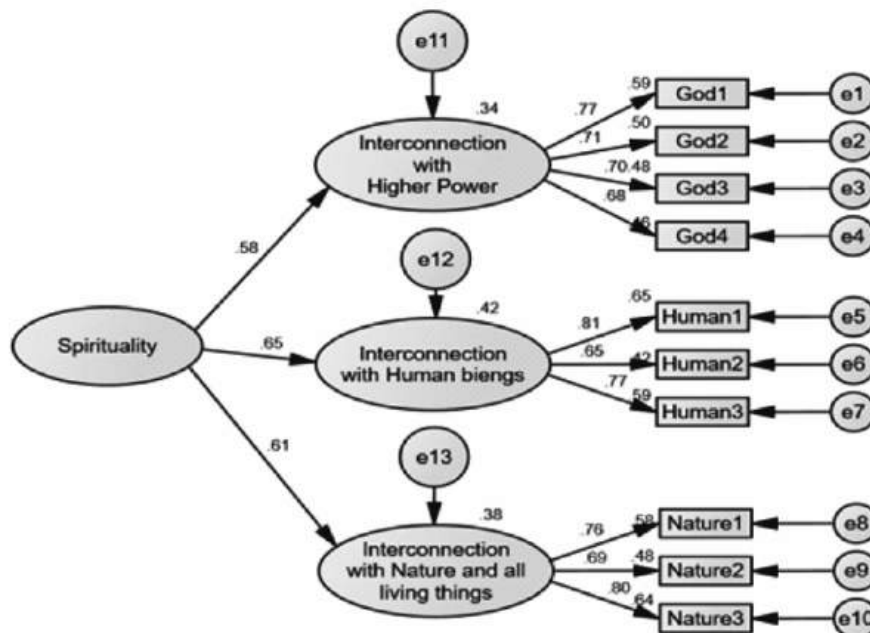 e11
.34
Interconnection
with
Higher Power
.77
.59
God1
e1
.71
.50
God2
e2
.70
.48
God3
e3
.68
.46
God4
e4
.58
e12
.42
Spirituality
.65
Interconnection
with Human biengs
.81
.65
Human1
e5
.65
.42
Human2
e6
.77
.59
Human3
e7
.61
e13
.38
Interconnection
with Nature and all
living things
.76
.58
Nature1
e8
.69
.48
Nature2
e9
.80
.64
Nature3
e10